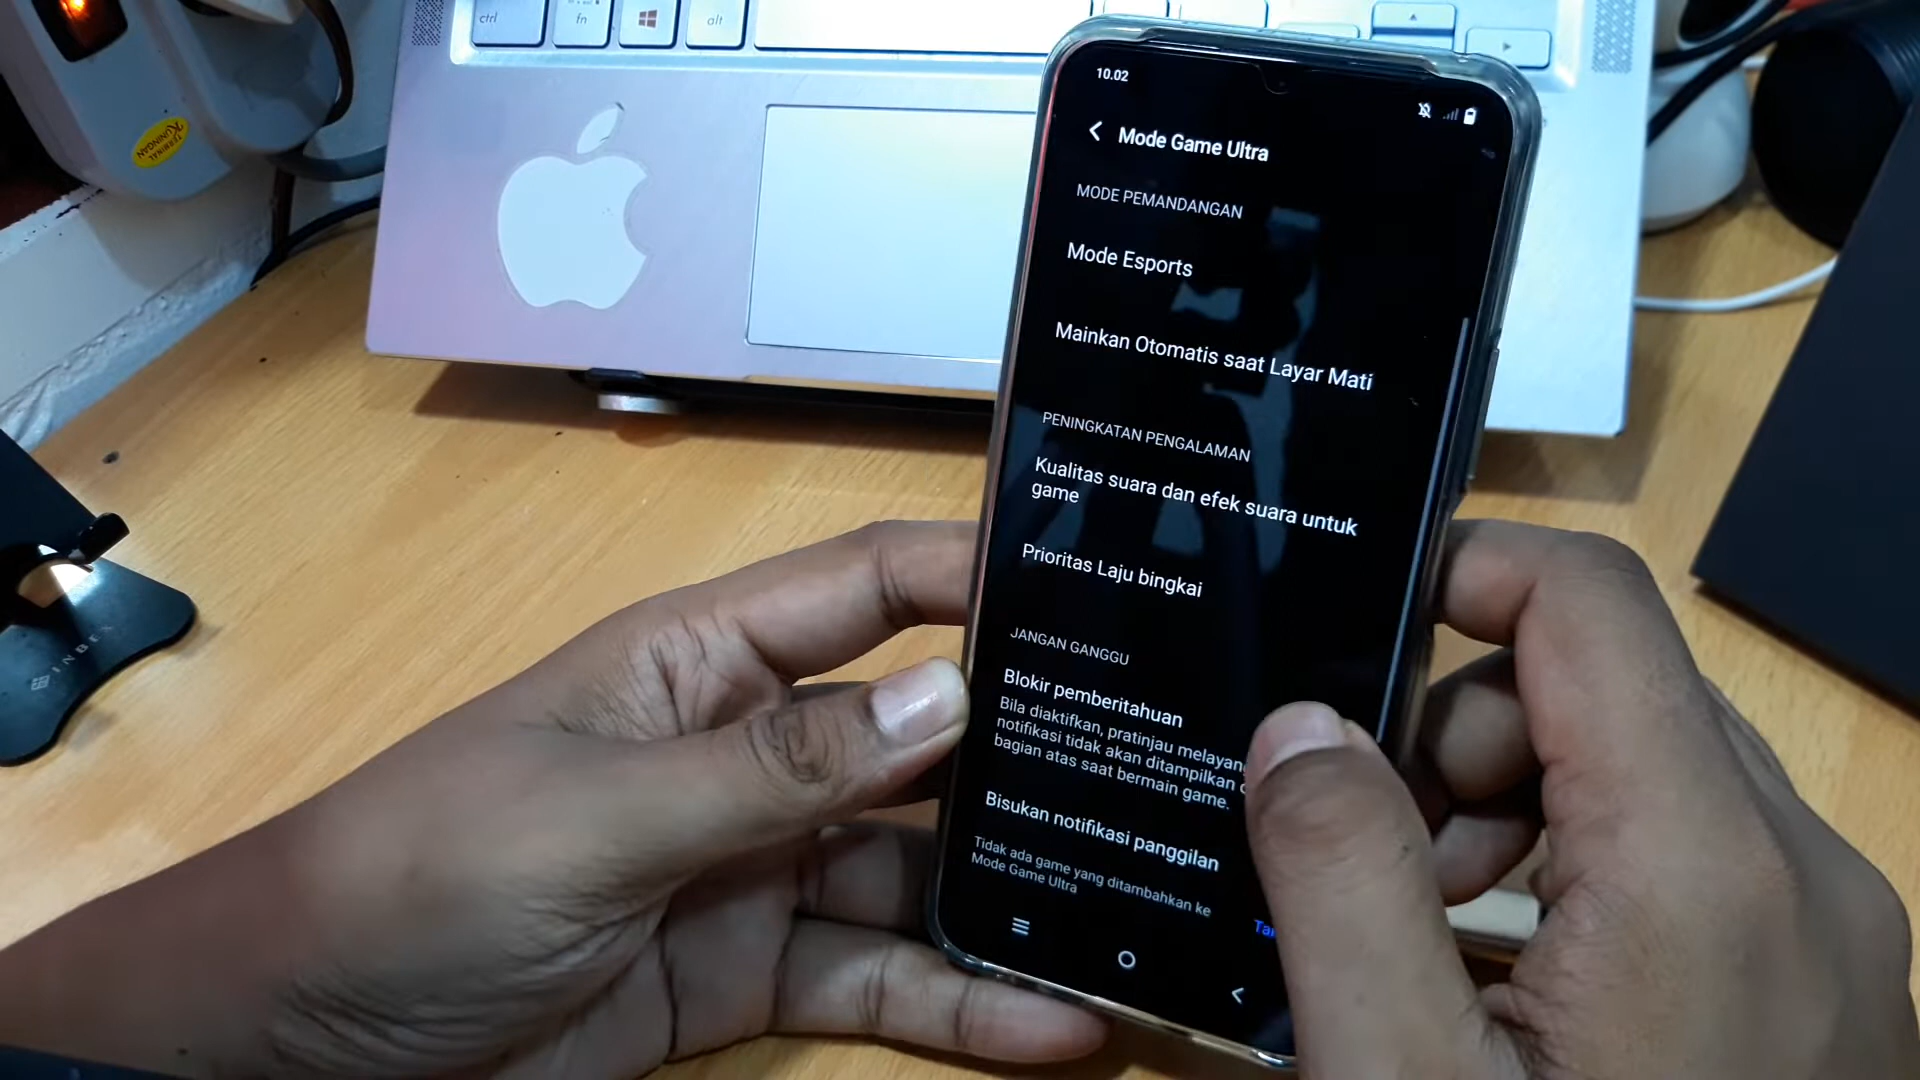 ctrl
fn
alt
TERMINAL
KUNINGAN
INBEX
10.02
Mode Game Ultra
MODE PEMANDANGAN
Mode Esports
Mainkan Otomatis saat Layar Mati
PENINGKATAN PENGALAMAN
Kualitas suara dan efek suara untuk
game
Prioritas Laju bingkai
JANGAN GANGGU
Blokir pemberitahuan
Bila diaktifkan, pratinjau melayang
notifikasi tidak akan ditampilkan
bagian atas saat bermain game.
Bisukan notifikasi panggilan
Tidak ada game yang ditambahkan ke
Mode Game Ultra